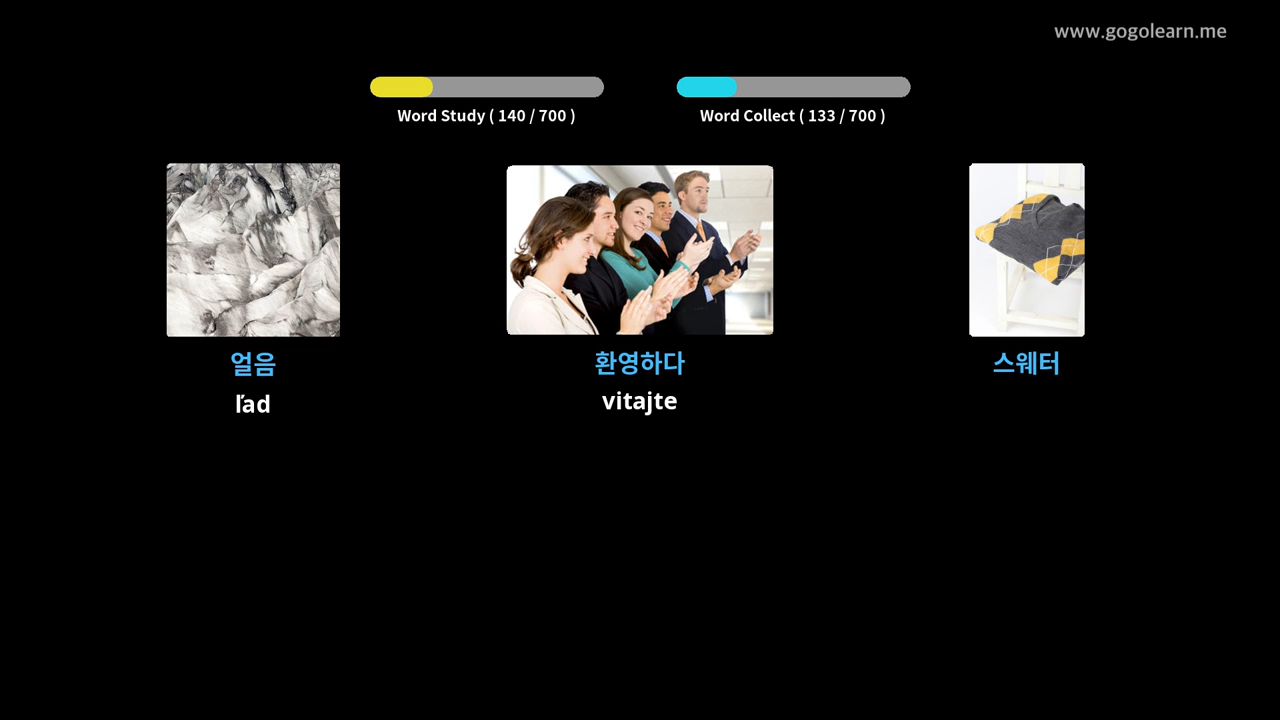 www.gogolearn.me
Word Study ( 140 / 700 )
Word Collect ( 133 / 700 )
얼음
ľad
환영하다
vitajte
스웨터